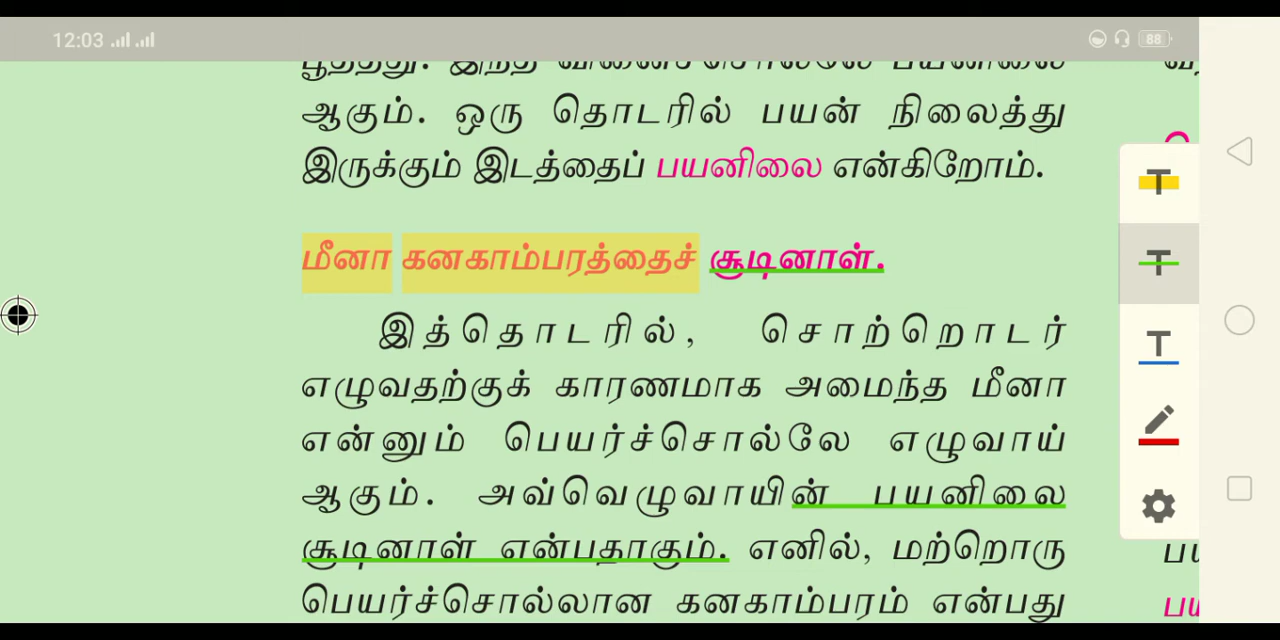 12:03
88
ஆகும். ஒரு தொடரில் பயன் நிலைத்து
இருக்கும் இடத்தைப் பயனிலை என்கிறோம்.
மீனா கனகாம்பரத்தைச் சூடினாள்.
இத்தொடரில், சொற்றொடர்
எழுவதற்குக் காரணமாக அமைந்த மீனா
என்னும் பெயர்ச்சொல்லே எழுவாய்
ஆகும். அவ்வெழுவாயின் பயனிலை
சூடினாள் என்பதாகும். எனில், மற்றொரு
பெயர்ச்சொல்லான கனகாம்பரம் என்பது